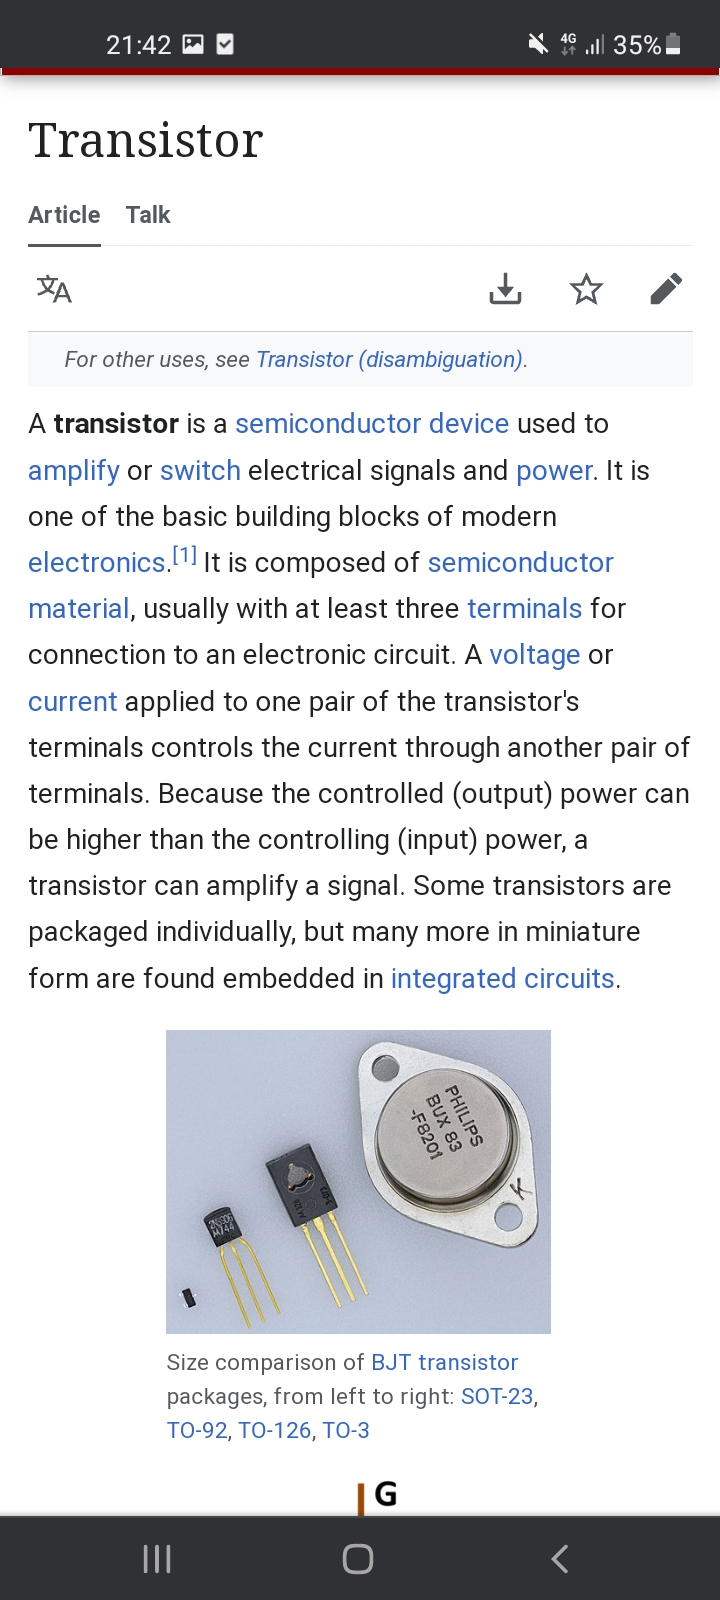 21:42
4G
35%
Transistor
Article Talk
For other uses, see Transistor (disambiguation).
A transistor is a semiconductor device used to
amplify or switch electrical signals and power. It is
one of the basic building blocks of modern
electronics.[1] It is composed of semiconductor
material, usually with at least three terminals for
connection to an electronic circuit. A voltage or
current applied to one pair of the transistor's
terminals controls the current through another pair of
terminals. Because the controlled (output) power can
be higher than the controlling (input) power, a
transistor can amplify a signal. Some transistors are
packaged individually, but many more in miniature
form are found embedded in integrated circuits.
PHILIPS
BUX 83
-F8201
K
Size comparison of BJT transistor
packages, from left to right: SOT-23,
TO-92, TO-126, TO-3
G